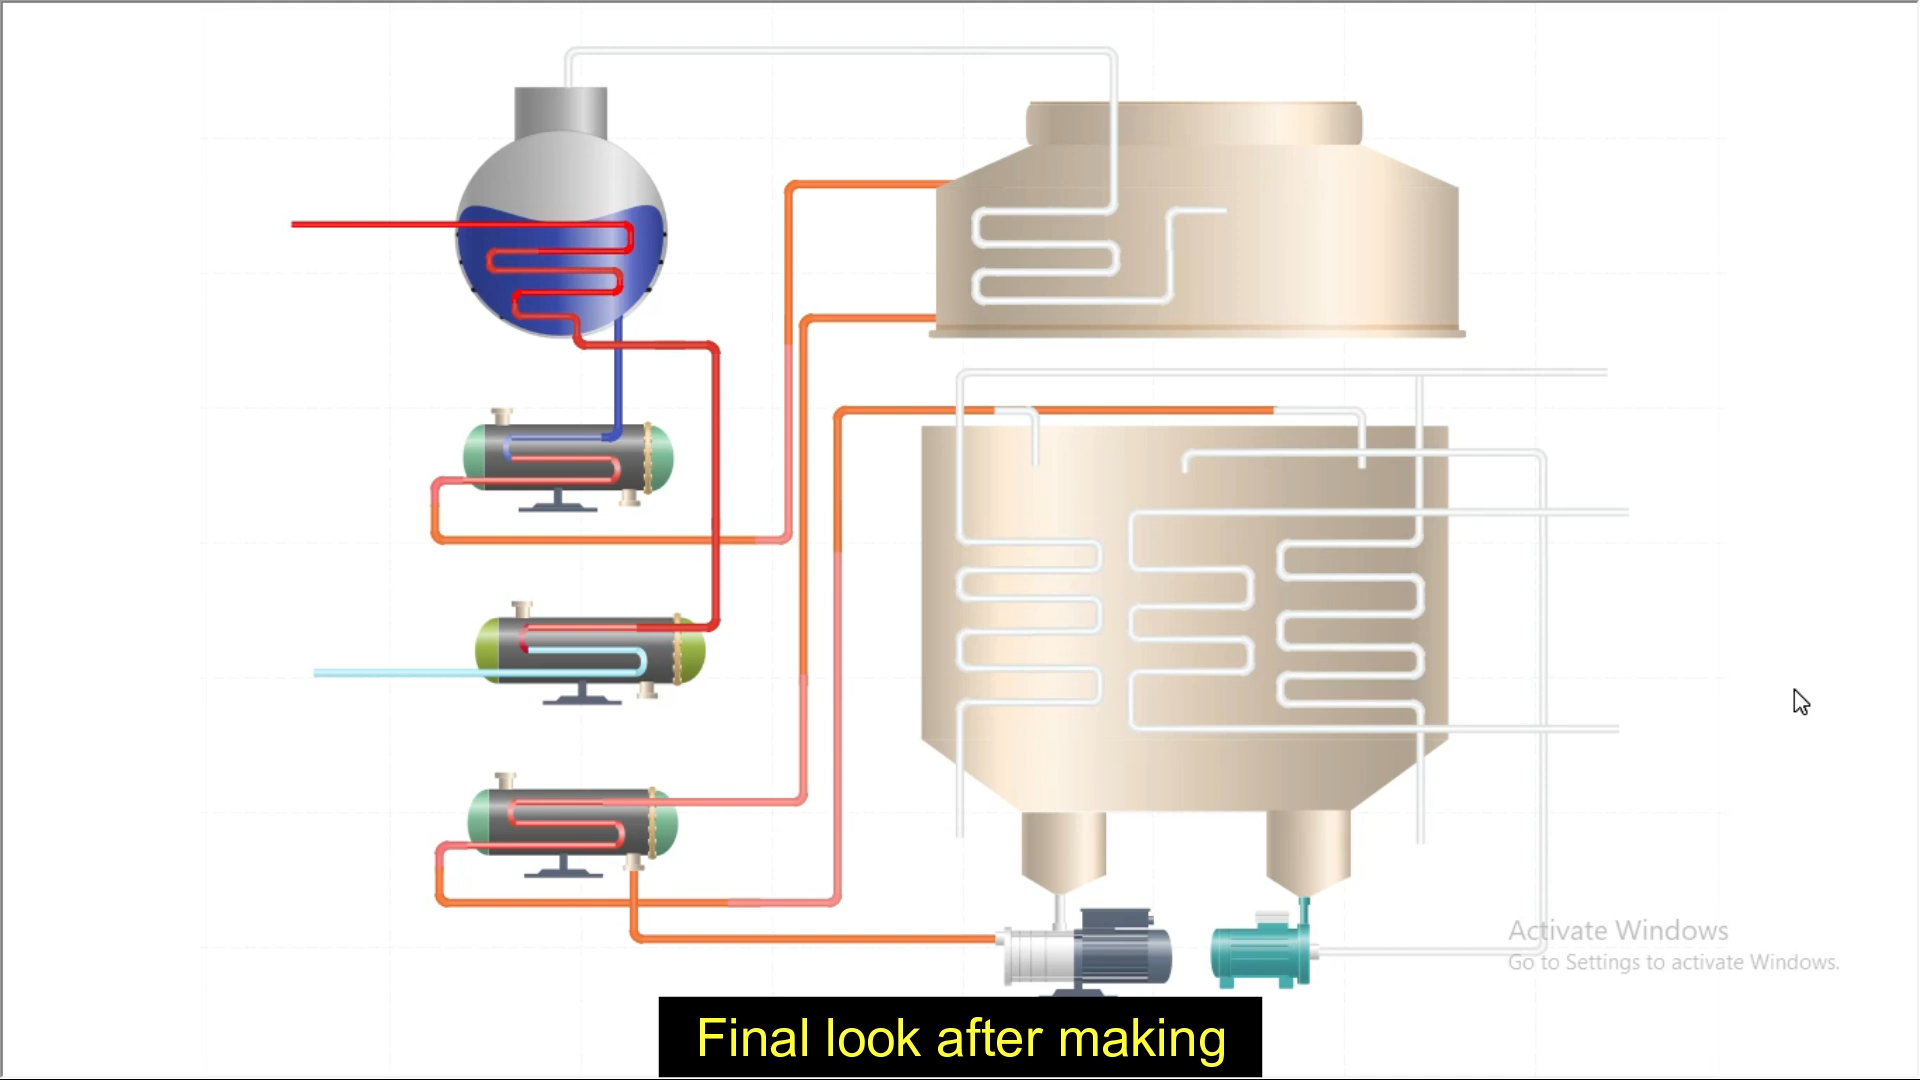 Activate Windows
Go to Settings to activate Windows.
Final look after making